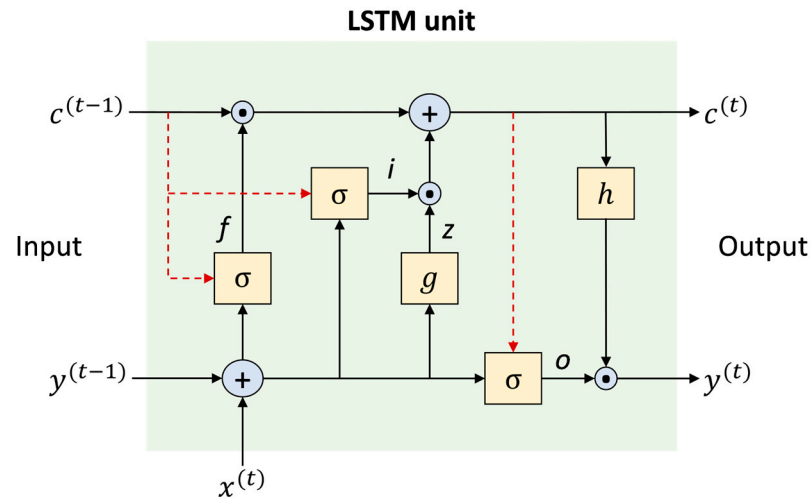 LSTM unit
c^(t−1)
c^(t)
+
i
σ
h
f
z
Input
Output
σ
g
o
y^(t−1)
+
σ
y^(t)
x^(t)